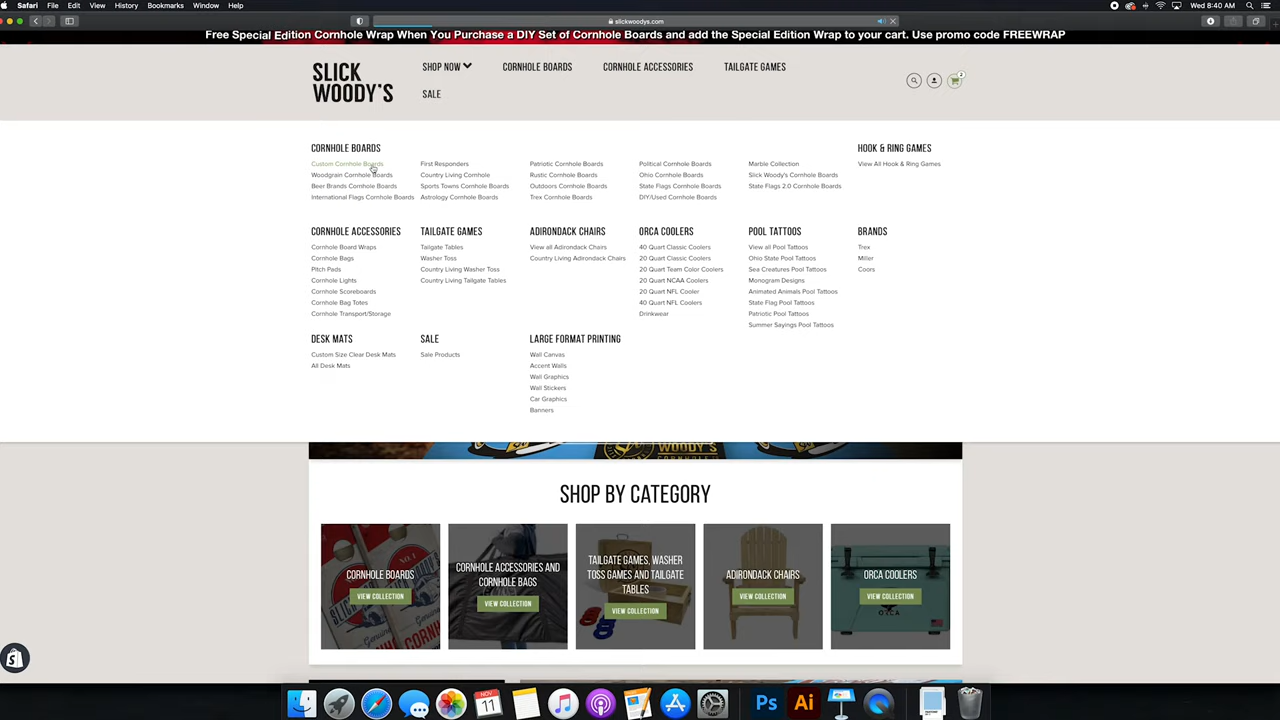 Safari File Edit View History Bookmarks Window Help
Wed 8:40 AM
slickwoodys.com
Free Special Edition Cornhole Wrap When You Purchase a DIY Set of Cornhole Boards and add the Special Edition Wrap to your cart. Use promo code FREEWRAP
SLICK
WOODY'S
SHOP NOW CORNHOLE BOARDS CORNHOLE ACCESSORIES TAILGATE GAMES
SALE
2
CORNHOLE BOARDS
Custom Cornhole Boards
Woodgrain Cornhole Boards
Beer Brands Cornhole Boards
International Flags Cornhole Boards
First Responders
Country Living Cornhole
Sports Towns Cornhole Boards
Astrology Cornhole Boards
Patriotic Cornhole Boards
Rustic Cornhole Boards
Outdoors Cornhole Boards
Trex Cornhole Boards
Political Cornhole Boards
Ohio Cornhole Boards
State Flags Cornhole Boards
DIY/Used Cornhole Boards
Marble Collection
Slick Woody's Cornhole Boards
State Flags 2.0 Cornhole Boards
HOOK & RING GAMES
View All Hook & Ring Games
CORNHOLE ACCESSORIES
Cornhole Board Wraps
Cornhole Bags
Pitch Pads
Cornhole Lights
Cornhole Scoreboards
Cornhole Bag Totes
Cornhole Transport/Storage
TAILGATE GAMES
Tailgate Tables
Washer Toss
Country Living Washer Toss
Country Living Tailgate Tables
ADIRONDACK CHAIRS
View all Adirondack Chairs
Country Living Adirondack Chairs
ORCA COOLERS
40 Quart Classic Coolers
20 Quart Classic Coolers
20 Quart Team Color Coolers
20 Quart NCAA Coolers
20 Quart NFL Cooler
40 Quart NFL Coolers
Drinkwear
POOL TATTOOS
View all Pool Tattoos
Ohio State Pool Tattoos
Sea Creatures Pool Tattoos
Monogram Designs
Animated Animals Pool Tattoos
State Flag Pool Tattoos
Patriotic Pool Tattoos
Summer Sayings Pool Tattoos
BRANDS
Trex
Miller
Coors
DESK MATS
Custom Size Clear Desk Mats
All Desk Mats
SALE
Sale Products
LARGE FORMAT PRINTING
Wall Canvas
Accent Walls
Wall Graphics
Wall Stickers
Car Graphics
Banners
WOODY'S
SHOP BY CATEGORY
CORNHOLE BOARDS
VIEW COLLECTION
CORNHOLE ACCESSORIES AND
CORNHOLE BAGS
VIEW COLLECTION
TAILGATE GAMES, WASHER
TOSS GAMES AND TAILGATE
TABLES
VIEW COLLECTION
ADIRONDACK CHAIRS
VIEW COLLECTION
ORCA COOLERS
VIEW COLLECTION
ORCA
NOV
11
Ps
Ai